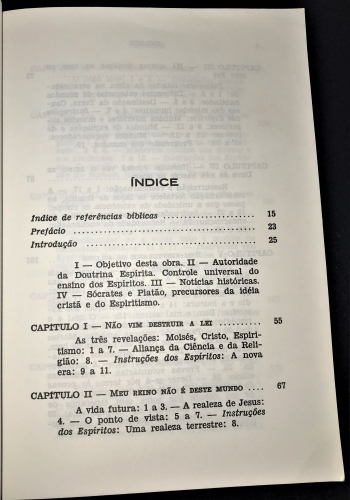 ÍNDICE
Indice de referências bíblicas .................... 15
Prefácio .................... 23
Introdução .................... 25
I — Objetivo desta obra. II — Autoridade
da Doutrina Espírita. Controle universal do
ensino dos Espíritos. III — Notícias históricas.
IV — Sócrates e Platão, precursores da idéia
cristã e do Espiritismo.
CAPÍTULO I — NÃO VIM DESTRUIR A LEI .......... 55
As três revelações: Moisés, Cristo, Espiri-
tismo: 1 a 7. — Aliança da Ciência e da Reli-
gião: 8. — Instruções dos Espíritos: A nova
era: 9 a 11.
CAPÍTULO II — MEU REINO NÃO É DESTE MUNDO .... 67
A vida futura: 1 a 3. — A realeza de Jesus:
4. — O ponto de vista: 5 a 7. — Instruções
dos Espíritos: Uma realeza terrestre: 8.